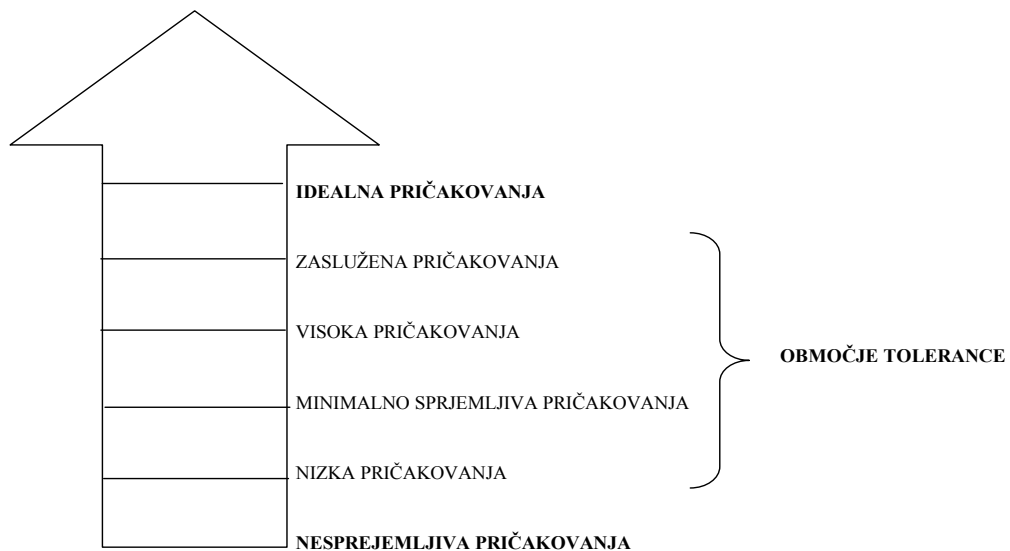 IDEALNA PRIČAKOVANJA
ZASLUŽENA PRIČAKOVANJA
VISOKA PRIČAKOVANJA
OBMOČJE TOLERANCE
MINIMALNO SPRJEMLJIVA PRIČAKOVANJA
NIZKA PRIČAKOVANJA
NESPREJEMLJIVA PRIČAKOVANJA